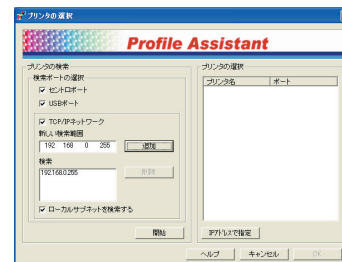 プリンタの選択
Profile Assistant
プリンタの検索
検索ポートの選択
セントロポート
USBポート
TCP/IPネットワーク
新しい検索範囲
192 168 0 255
追加
検索
192.168.0.255
削除
ローカルサブネットを検索する
開始
プリンタの選択
プリンタ名 ポート
IPアドレスで指定
ヘルプ キャンセル OK